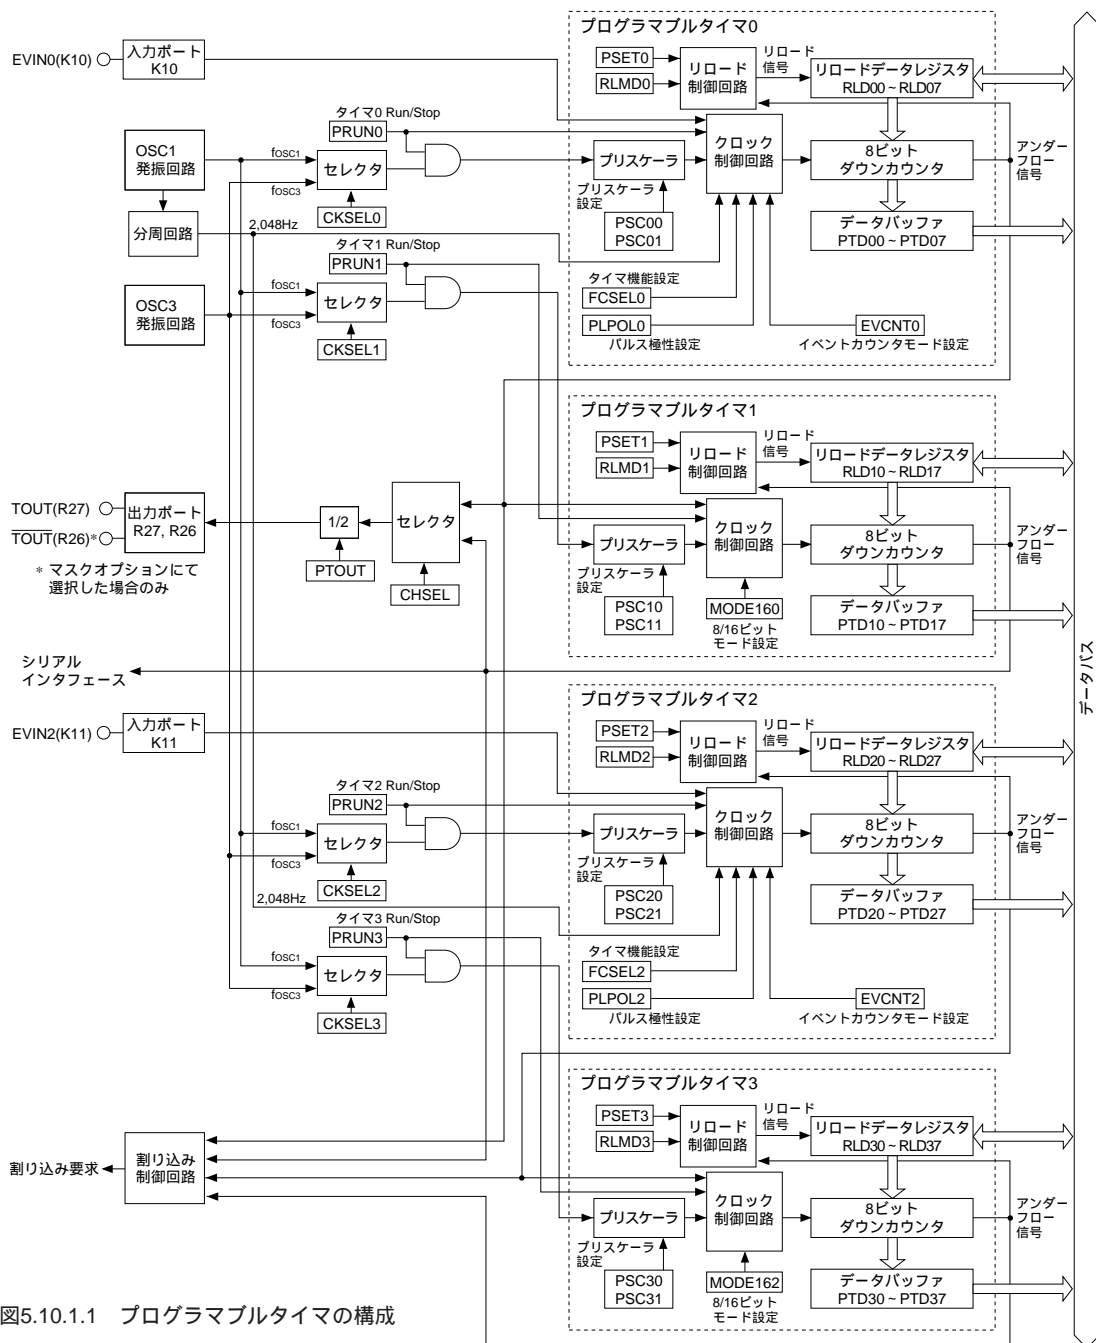 プログラマブルタイマ0
EVIN0(K10)
入力ポート
K10
PSET0
RLMD0
リロード
制御回路
リロード
信号
リロードデータレジスタ
RLD00 ~ RLD07
タイマ0 Run/Stop
PRUN0
OSC1
発振回路
fOSC1
fOSC3
セレクタ
CKSEL0
プリスケーラ
プリスケーラ
設定
PSC00
PSC01
クロック
制御回路
8ビット
ダウンカウンタ
アンダー
フロー
信号
データバッファ
PTD00 ~ PTD07
分周回路
2,048Hz
タイマ1 Run/Stop
PRUN1
OSC3
発振回路
fOSC1
fOSC3
セレクタ
CKSEL1
タイマ機能設定
FCSEL0
PLPOL0
パルス極性設定
EVCNT0
イベントカウンタモード設定
プログラマブルタイマ1
PSET1
RLMD1
リロード
制御回路
リロード
信号
リロードデータレジスタ
RLD10 ~ RLD17
TOUT(R27)
TOUT(R26)*
出力ポート
R27, R26
* マスクオプションにて
選択した場合のみ
1/2
PTOUT
セレクタ
CHSEL
プリスケーラ
プリスケーラ
設定
PSC10
PSC11
クロック
制御回路
MODE160
8/16ビット
モード設定
8ビット
ダウンカウンタ
アンダー
フロー
信号
データバッファ
PTD10 ~ PTD17
シリアル
インタフェース
データバス
プログラマブルタイマ2
EVIN2(K11)
入力ポート
K11
PSET2
RLMD2
リロード
制御回路
リロード
信号
リロードデータレジスタ
RLD20 ~ RLD27
タイマ2 Run/Stop
PRUN2
fOSC1
fOSC3
セレクタ
CKSEL2
プリスケーラ
プリスケーラ
設定
PSC20
PSC21
クロック
制御回路
8ビット
ダウンカウンタ
アンダー
フロー
信号
データバッファ
PTD20 ~ PTD27
2,048Hz
タイマ3 Run/Stop
PRUN3
fOSC1
fOSC3
セレクタ
CKSEL3
タイマ機能設定
FCSEL2
PLPOL2
パルス極性設定
EVCNT2
イベントカウンタモード設定
プログラマブルタイマ3
PSET3
RLMD3
リロード
制御回路
リロード
信号
リロードデータレジスタ
RLD30 ~ RLD37
割り込み要求
割り込み
制御回路
プリスケーラ
プリスケーラ
設定
PSC30
PSC31
クロック
制御回路
MODE162
8/16ビット
モード設定
8ビット
ダウンカウンタ
アンダー
フロー
信号
データバッファ
PTD30 ~ PTD37
図5.10.1.1 プログラマブルタイマの構成